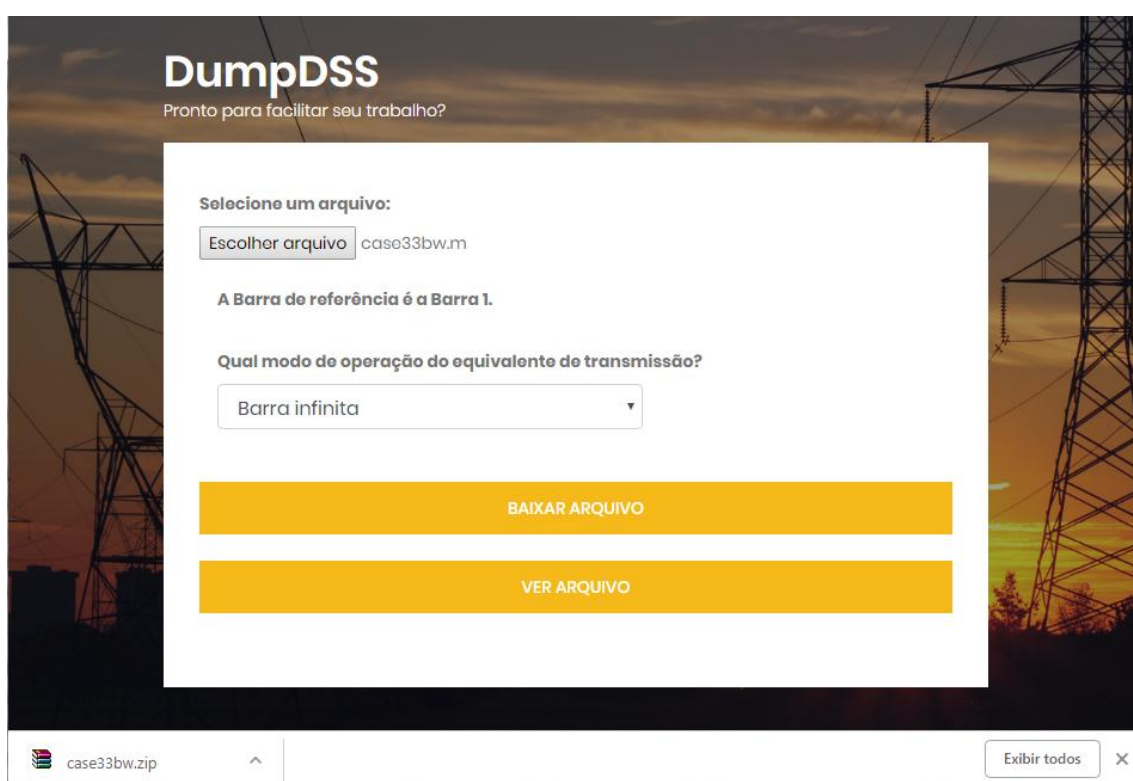 DumpDSS
Pronto para facilitar seu trabalho?
Selecione um arquivo:
Escolher arquivo case33bw.m
A Barra de referência é a Barra 1.
Qual modo de operação do equivalente de transmissão?
Barra infinita
BAIXAR ARQUIVO
VER ARQUIVO
case33bw.zip
Exibir todos